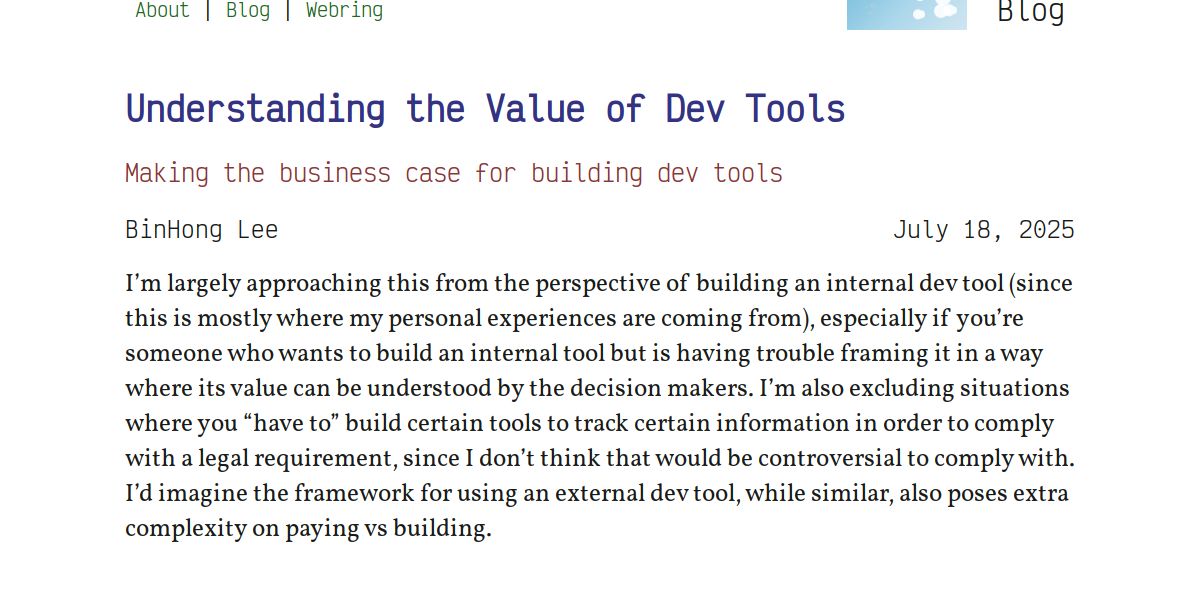 About | Blog | Webring
Blog
Understanding the Value of Dev Tools
Making the business case for building dev tools
BinHong Lee
July 18, 2025
I’m largely approaching this from the perspective of building an internal dev tool (since
this is mostly where my personal experiences are coming from), especially if you’re
someone who wants to build an internal tool but is having trouble framing it in a way
where its value can be understood by the decision makers. I’m also excluding situations
where you “have to” build certain tools to track certain information in order to comply
with a legal requirement, since I don’t think that would be controversial to comply with.
I’d imagine the framework for using an external dev tool, while similar, also poses extra
complexity on paying vs building.